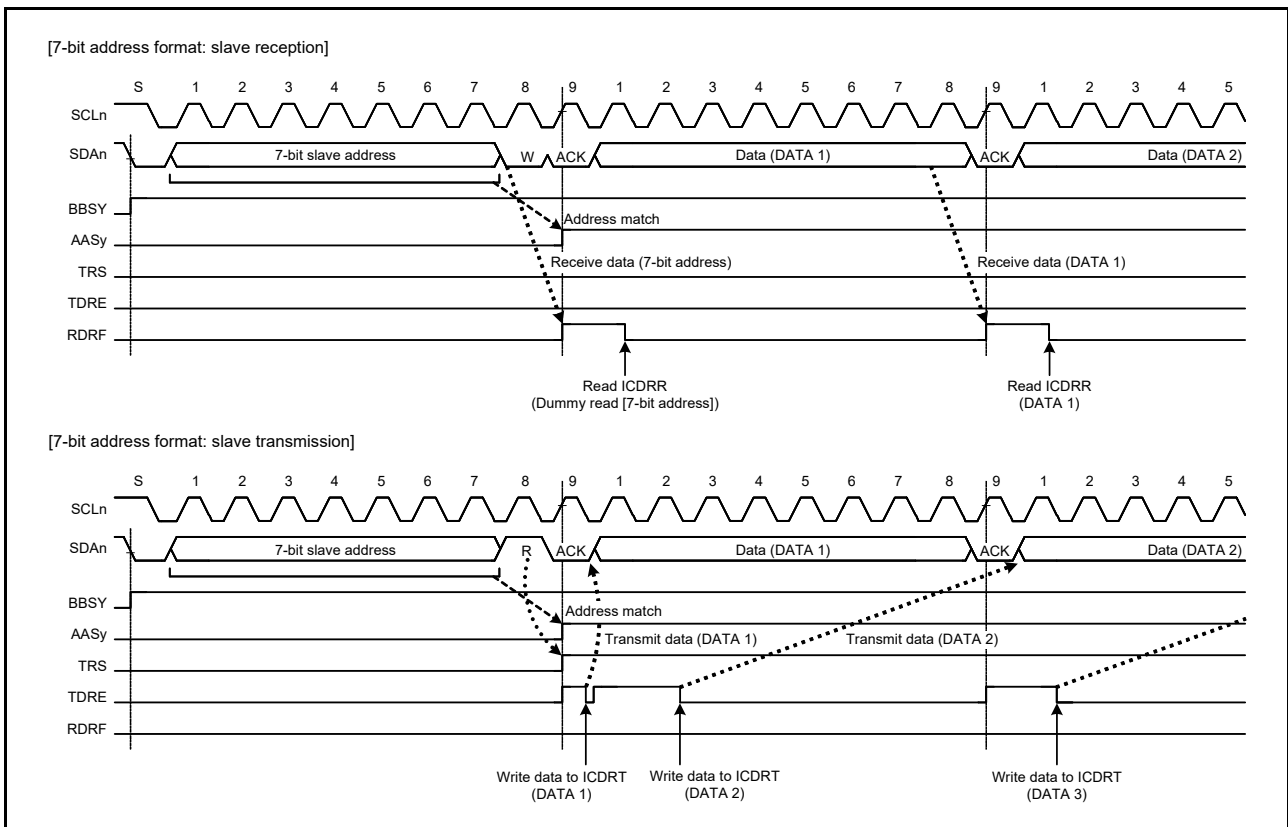 [7-bit address format: slave reception]
S 1 2 3 4 5 6 7 8 9 1 2 3 4 5 6 7 8 9 1 2 3 4 5
SCLn
SDAn 7-bit slave address W ACK Data (DATA 1) ACK Data (DATA 2)
BBSY
Address match
AASy
Receive data (7-bit address) Receive data (DATA 1)
TRS
TDRE
RDRF
Read ICDRR Read ICDRR
(Dummy read [7-bit address]) (DATA 1)
[7-bit address format: slave transmission]
S 1 2 3 4 5 6 7 8 9 1 2 3 4 5 6 7 8 9 1 2 3 4 5
SCLn
SDAn 7-bit slave address R ACK Data (DATA 1) ACK Data (DATA 2)
BBSY
Address match
AASy
Transmit data (DATA 1) Transmit data (DATA 2)
TRS
TDRE
RDRF
Write data to ICDRT Write data to ICDRT Write data to ICDRT
(DATA 1) (DATA 2) (DATA 3)